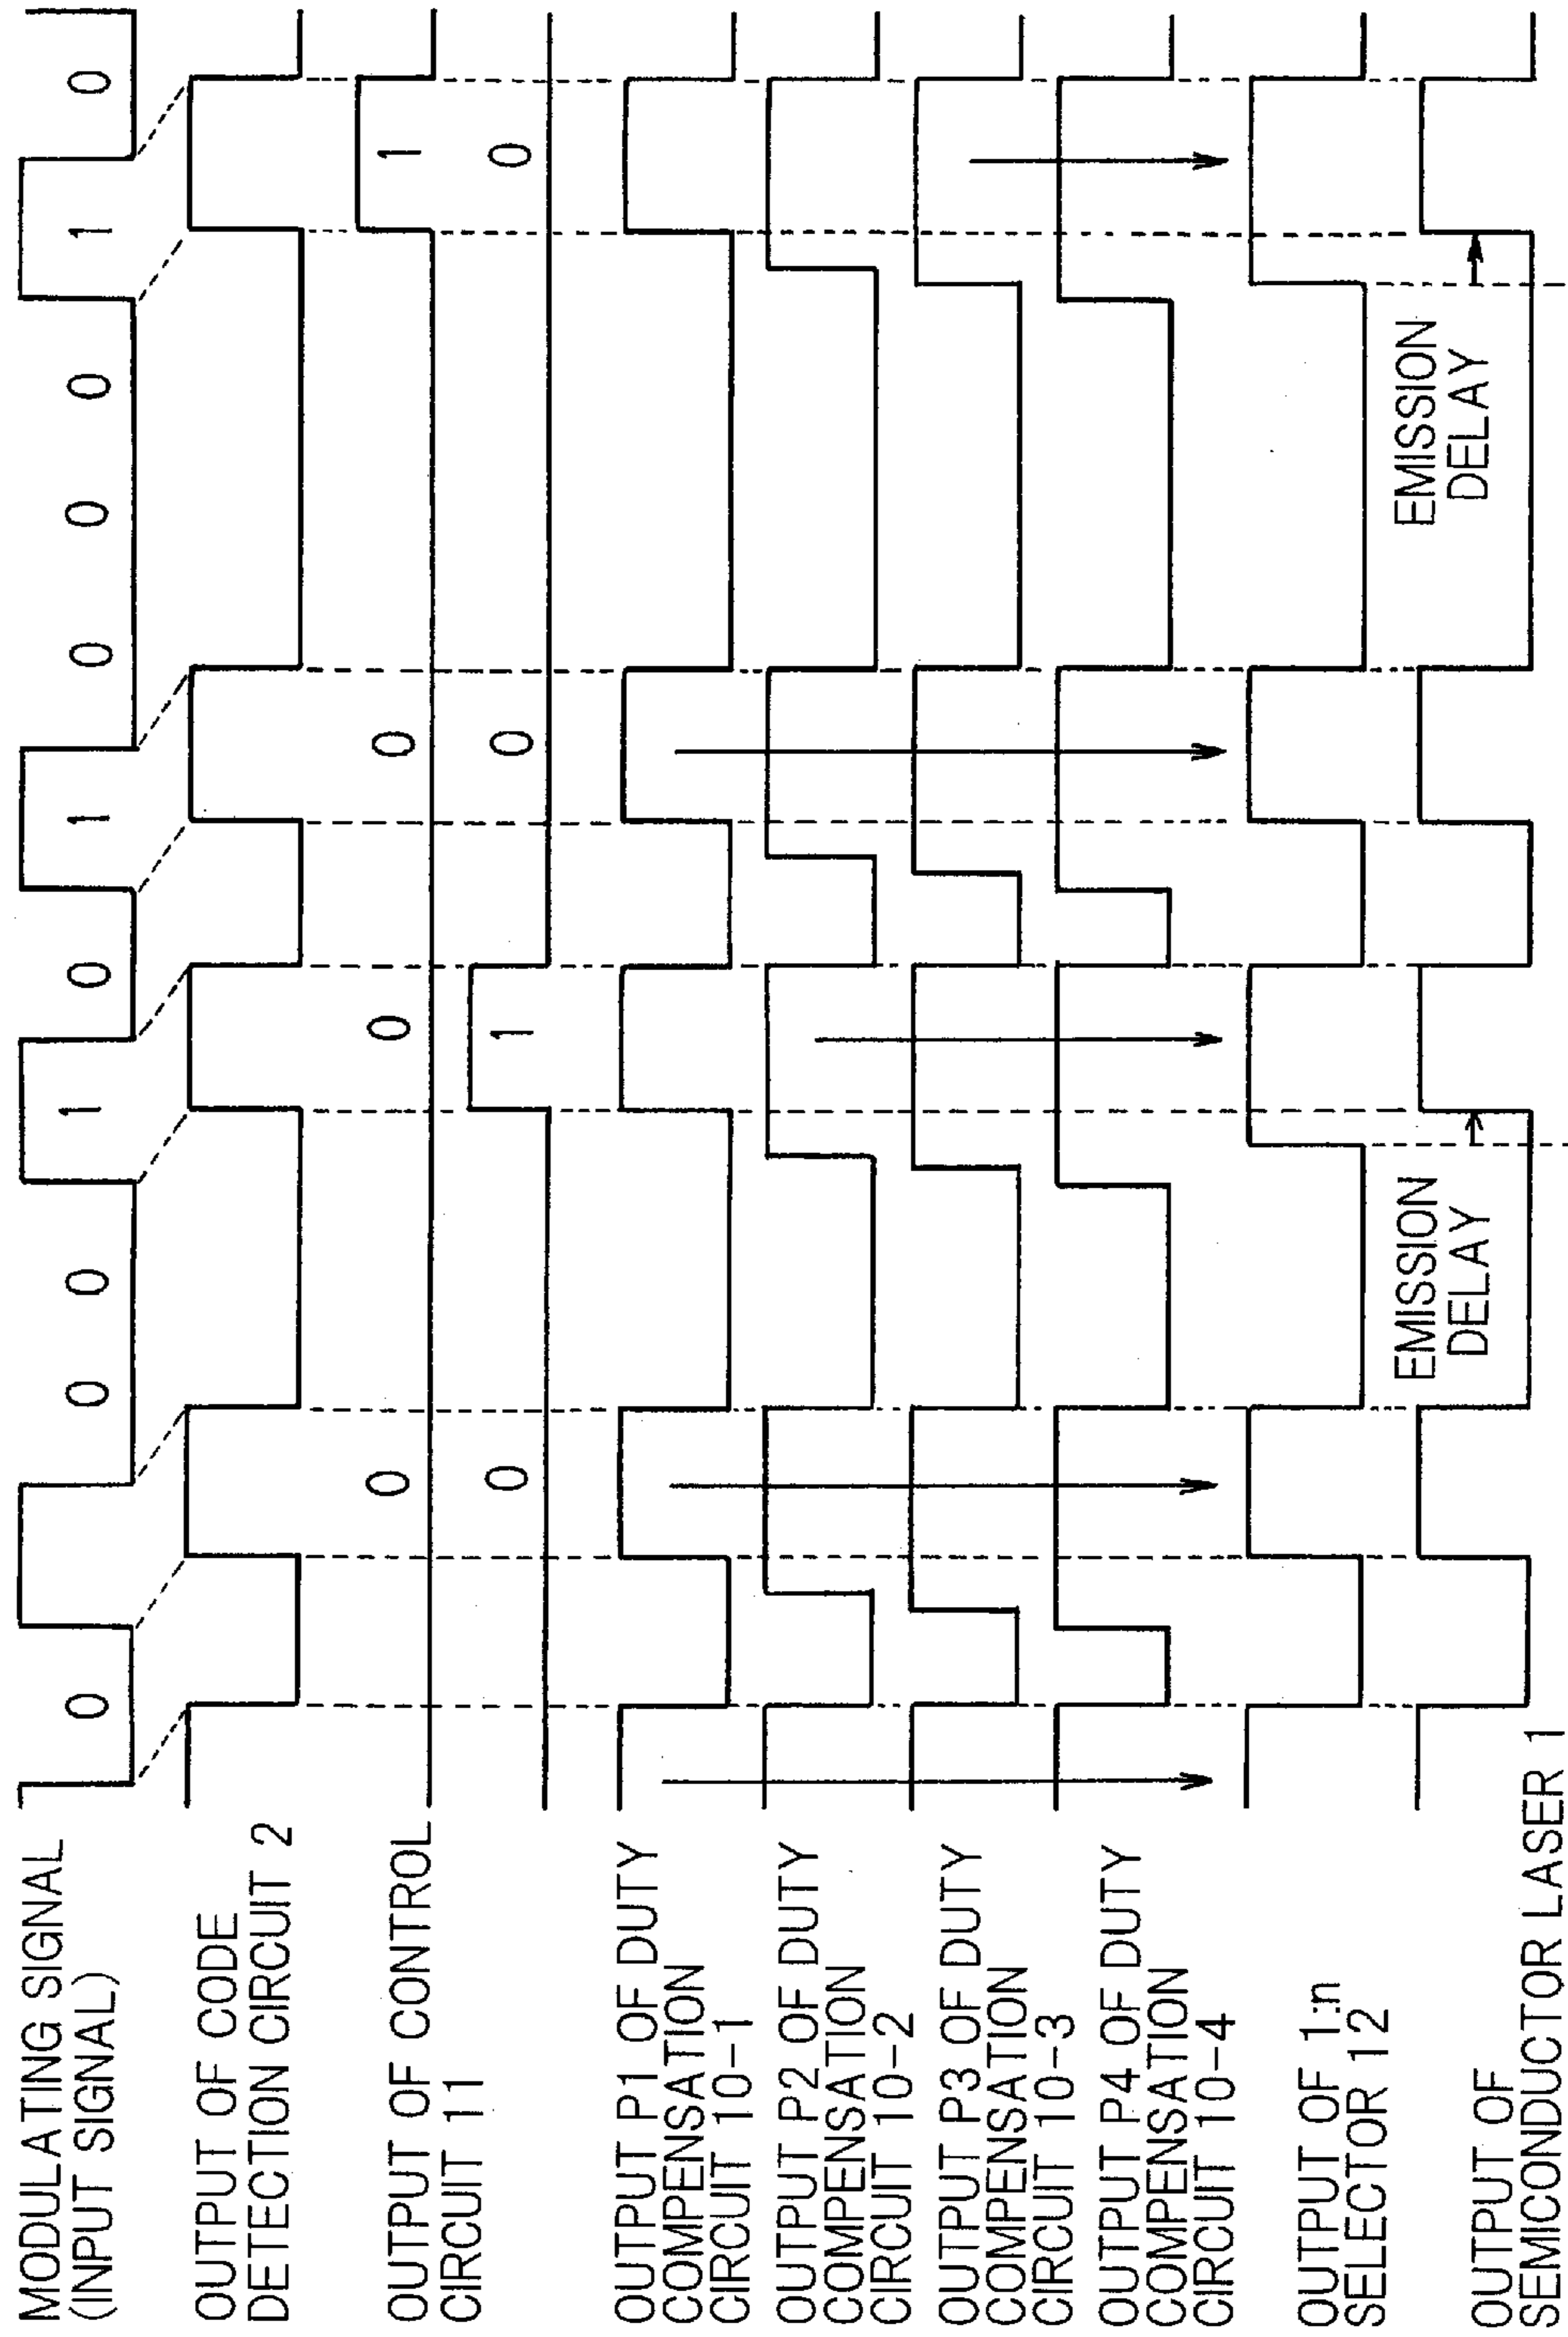 MODULATING SIGNAL
(INPUT SIGNAL)
0 0 0 1 0 1 0 0 0 1 0
OUTPUT OF CODE
DETECTION CIRCUIT 2
OUTPUT OF CONTROL
CIRCUIT 11
0 0 0 1
0 1 0 0
OUTPUT P1 OF DUTY
COMPENSATION
CIRCUIT 10-1
OUTPUT P2 OF DUTY
COMPENSATION
CIRCUIT 10-2
OUTPUT P3 OF DUTY
COMPENSATION
CIRCUIT 10-3
OUTPUT P4 OF DUTY
COMPENSATION
CIRCUIT 10-4
OUTPUT OF 1:n
SELECTOR 12
EMISSION
DELAY
EMISSION
DELAY
OUTPUT OF
SEMICONDUCTOR LASER 1